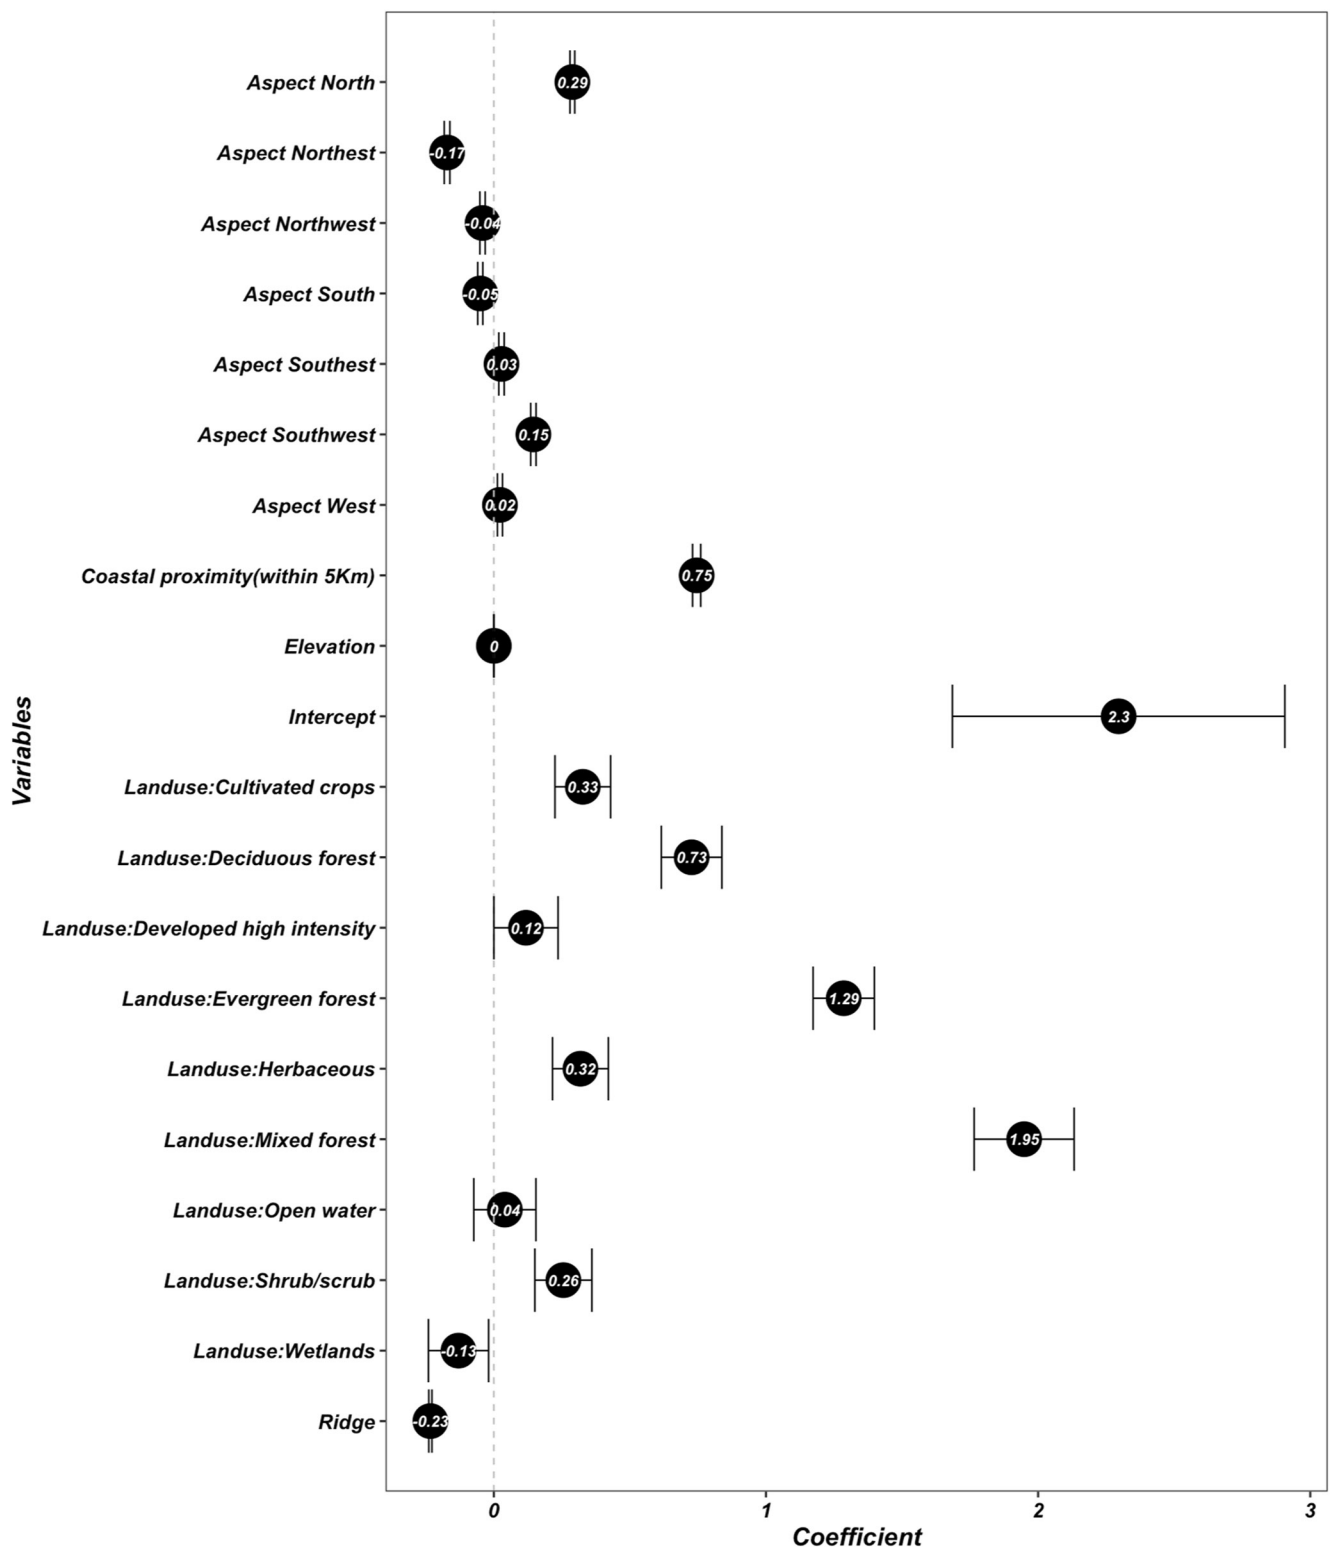 Aspect North 0.29
Aspect Northest -0.17
Aspect Northwest -0.04
Aspect South -0.05
Aspect Southest 0.03
Aspect Southwest 0.15
Aspect West 0.02
Coastal proximity(within 5Km) 0.75
Elevation 0
Intercept 2.3
Landuse:Cultivated crops 0.33
Landuse:Deciduous forest 0.73
Landuse:Developed high intensity 0.12
Landuse:Evergreen forest 1.29
Landuse:Herbaceous 0.32
Landuse:Mixed forest 1.95
Landuse:Open water 0.04
Landuse:Shrub/scrub 0.26
Landuse:Wetlands -0.13
Ridge -0.23
Variables
0 1 2 3
Coefficient